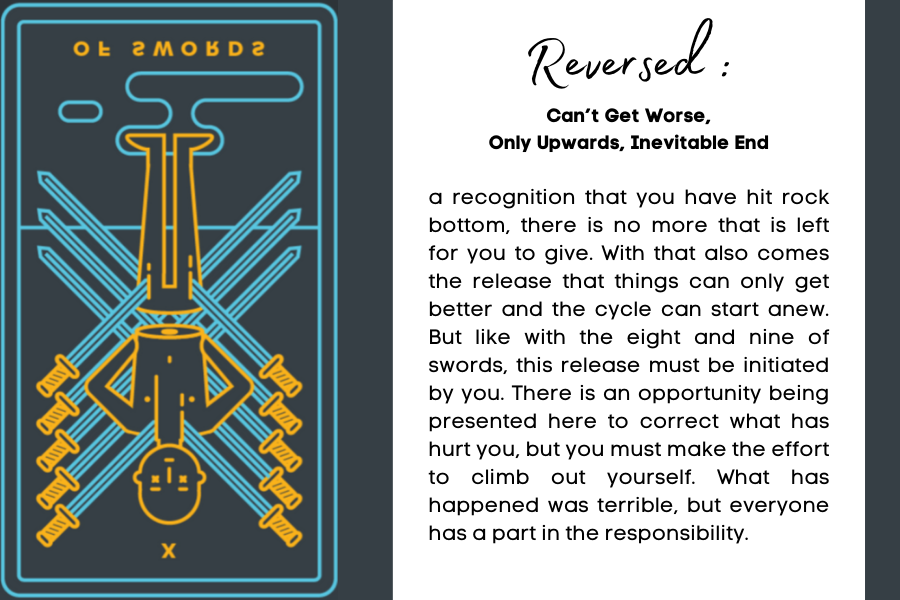 OF SWORDS
X
Reversed :
Can't Get Worse,
Only Upwards, Inevitable End
a recognition that you have hit rock
bottom, there is no more that is left
for you to give. With that also comes
the release that things can only get
better and the cycle can start anew.
But like with the eight and nine of
swords, this release must be initiated
by you. There is an opportunity being
presented here to correct what has
hurt you, but you must make the effort
to climb out yourself. What has
happened was terrible, but everyone
has a part in the responsibility.